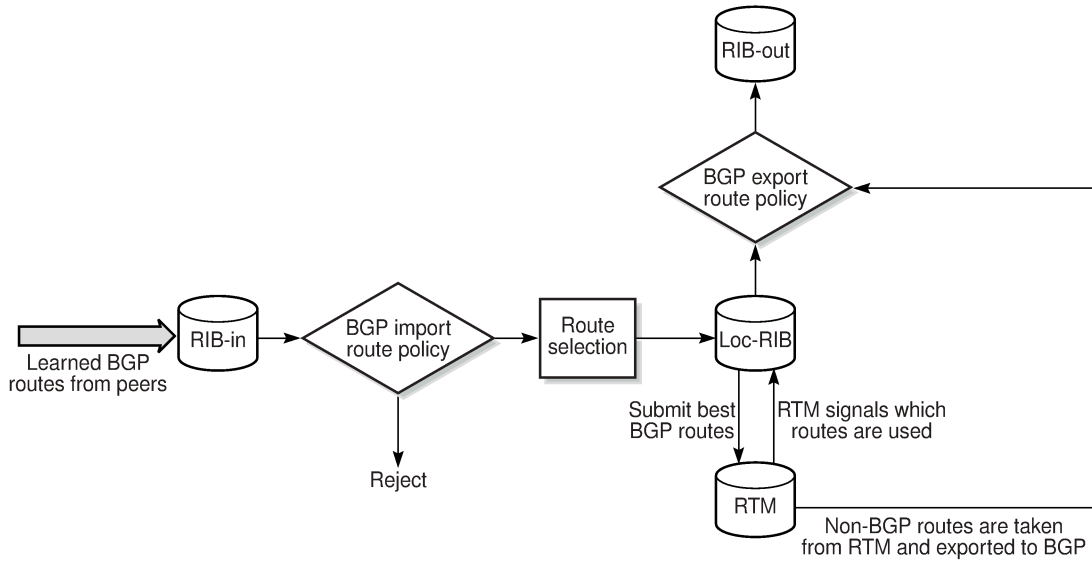 RIB-out
BGP export
route policy
Learned BGP
routes from peers
RIB-in
BGP import
route policy
Reject
Route
selection
Loc-RIB
Submit best
BGP routes
RTM signals which
routes are used
RTM
Non-BGP routes are taken
from RTM and exported to BGP